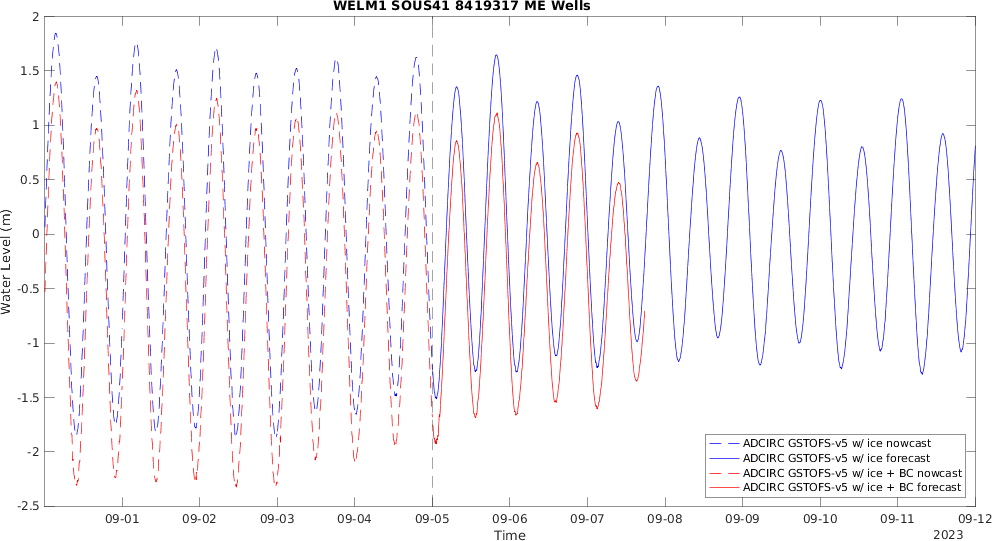 WELM1 SOUS41 8419317 ME Wells
2
1.5
1
0.5
0
-0.5
-1
-1.5
-2
-2.5
Water Level (m)
09-01 09-02 09-03 09-04 09-05 09-06 09-07 09-08 09-09 09-10 09-11 09-12
Time
2023
ADCIRC GSTOFS-v5 w/ ice nowcast
ADCIRC GSTOFS-v5 w/ ice forecast
ADCIRC GSTOFS-v5 w/ ice + BC nowcast
ADCIRC GSTOFS-v5 w/ ice + BC forecast